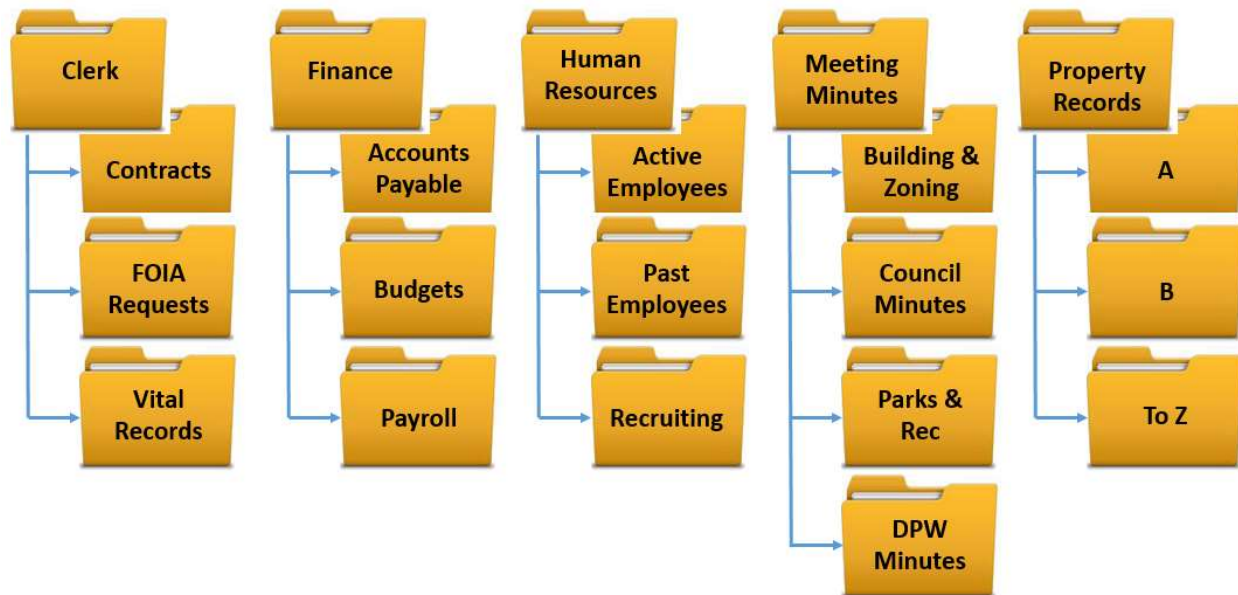 Clerk
Contracts
FOIA
Requests
Vital
Records
Finance
Accounts
Payable
Budgets
Payroll
Human
Resources
Active
Employees
Past
Employees
Recruiting
Meeting
Minutes
Building &
Zoning
Council
Minutes
Parks &
Rec
DPW
Minutes
Property
Records
A
B
To Z